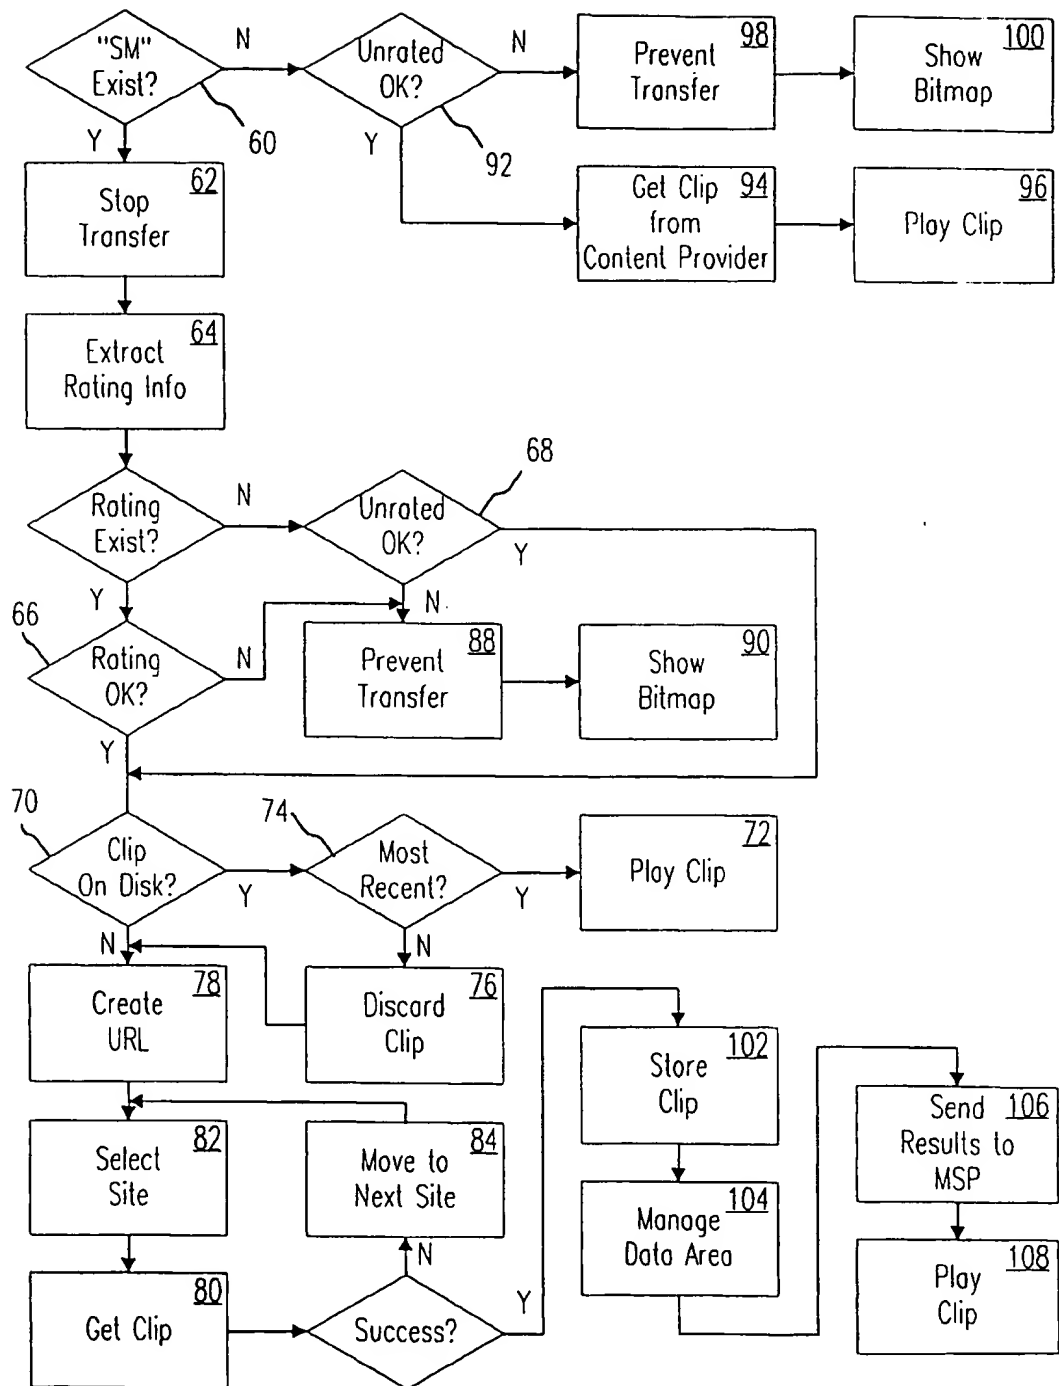 "SM"
Exist?
N
Y
60
Unrated
OK?
N
Y
92
98
Prevent
Transfer
100
Show
Bitmap
62
Stop
Transfer
94
Get Clip
from
Content Provider
96
Play Clip
64
Extract
Rating Info
Rating
Exist?
N
Y
68
Unrated
OK?
Y
N
66
Rating
OK?
N
Y
88
Prevent
Transfer
90
Show
Bitmap
70
Clip
On Disk?
Y
N
74
Most
Recent?
Y
N
72
Play Clip
78
Create
URL
76
Discard
Clip
82
Select
Site
84
Move to
Next Site
80
Get Clip
Success?
N
Y
102
Store
Clip
104
Manage
Data Area
106
Send
Results to
MSP
108
Play
Clip